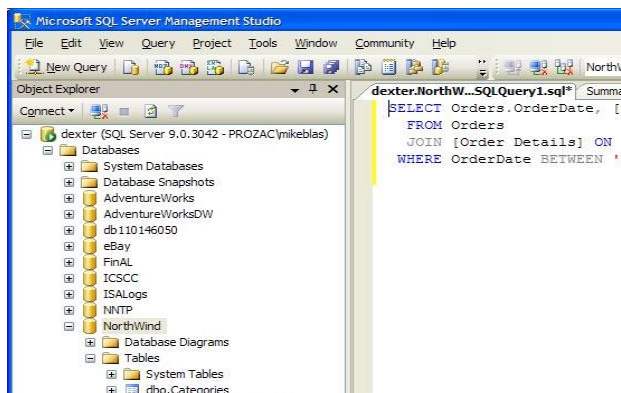 Microsoft SQL Server Management Studio
File Edit View Query Project Tools Window Community Help
New Query NorthW
Object Explorer
Connect
dexter (SQL Server 9.0.3042 - PROZAC\mikeblas)
Databases
System Databases
Database Snapshots
AdventureWorks
AdventureWorksDW
db110146050
eBay
FinAL
ICSCC
ISALogs
NNTP
NorthWind
Database Diagrams
Tables
System Tables
dbo.Categories
dexter.NorthW...SQLQuery1.sql* Summa
SELECT Orders.OrderDate, [
FROM Orders
JOIN [Order Details] ON
WHERE OrderDate BETWEEN '